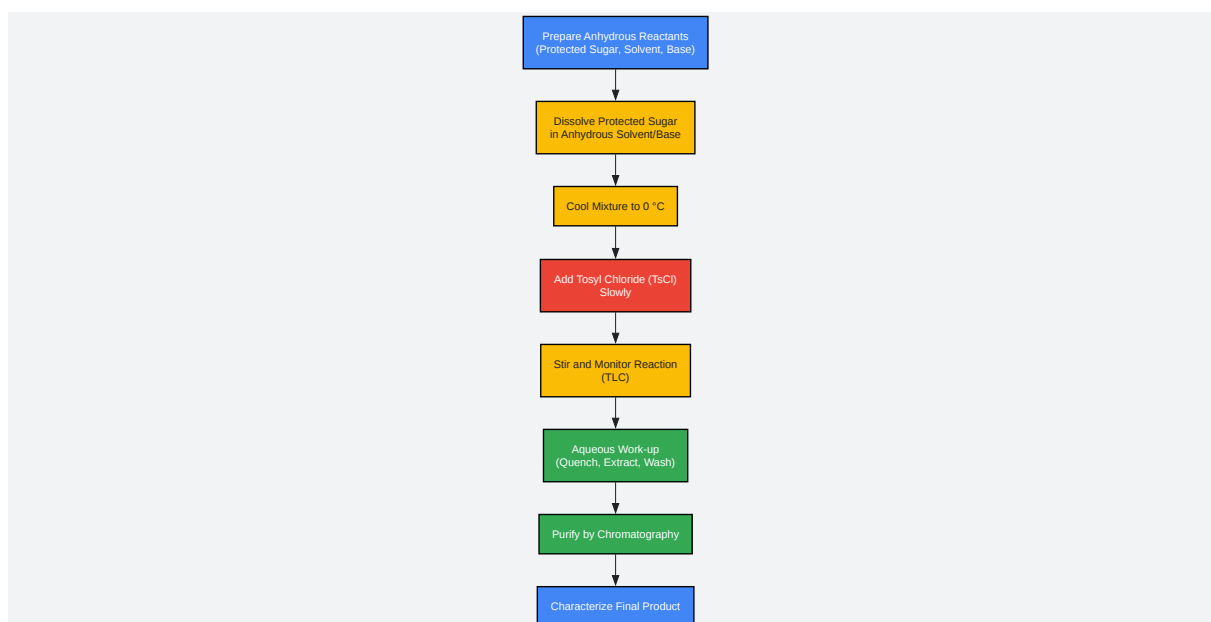 Prepare Anhydrous Reactants
(Protected Sugar, Solvent, Base)
Dissolve Protected Sugar
in Anhydrous Solvent/Base
Cool Mixture to 0 °C
Add Tosyl Chloride (TsCl)
Slowly
Stir and Monitor Reaction
(TLC)
Aqueous Work-up
(Quench, Extract, Wash)
Purify by Chromatography
Characterize Final Product